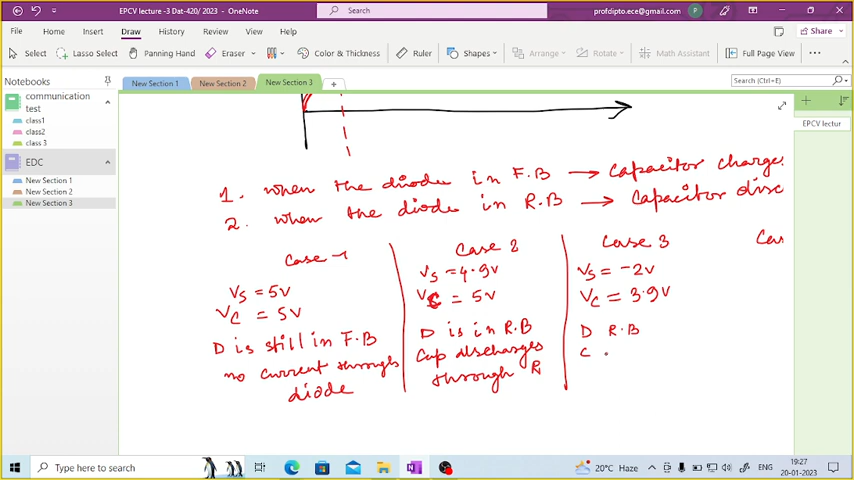 EPCV lecture -3 Dat-420/ 2023 - OneNote
Search
profdipto.ece@gmail.com
P
File Home Insert Draw History Review View Help
Share
Select Lasso Select Panning Hand Eraser Color & Thickness Ruler Shapes Arrange Rotate Math Assistant Full Page View
Notebooks
New Section 1 New Section 2 New Section 3 +
Search (Ctrl+E)
communication test
class1
class2
class 3
EDC
New Section 1
New Section 2
New Section 3
EPCV lectur
1. when the diode in F.B → Capacitor charges
2. when the diode in R.B → Capacitor disc
Case-1
VS = 5V
VC = 5V
D is still in F.B
no current through
diode
Case 2
VS = 4.9V
VC = 5V
D is in R.B
Cap discharges
through R
Case 3
VS = -2V
VC = 3.9V
D R.B
C .
Cas
Type here to search
20°C Haze
ENG
19:27
20-01-2023